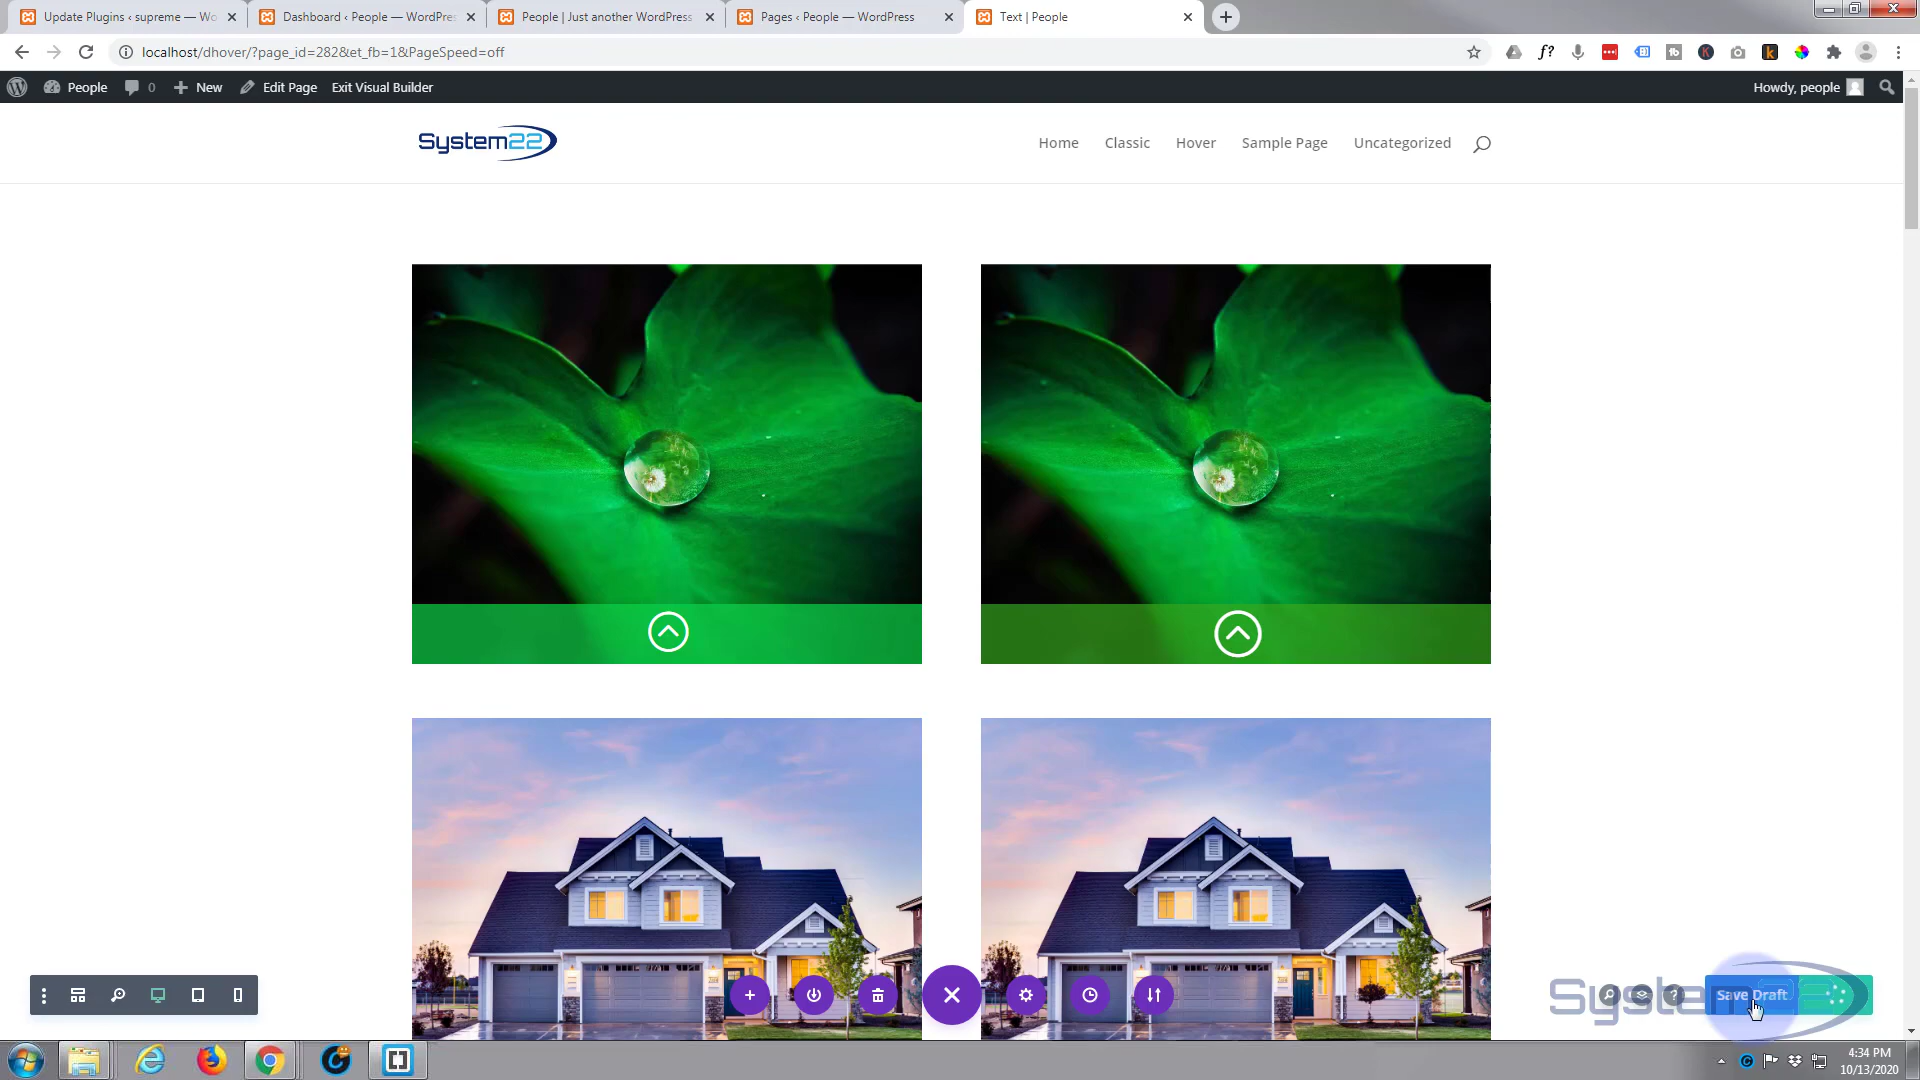 Update Plugins ‹ supreme — Wo
Dashboard ‹ People — WordPres
People | Just another WordPress
Pages ‹ People — WordPress
Text | People
localhost/dhover/?page_id=282&et_fb=1&PageSpeed=off
People
0
New
Edit Page
Exit Visual Builder
Howdy, people
System22
Home
Classic
Hover
Sample Page
Uncategorized
System22
Save Draft
4:34 PM
10/13/2020